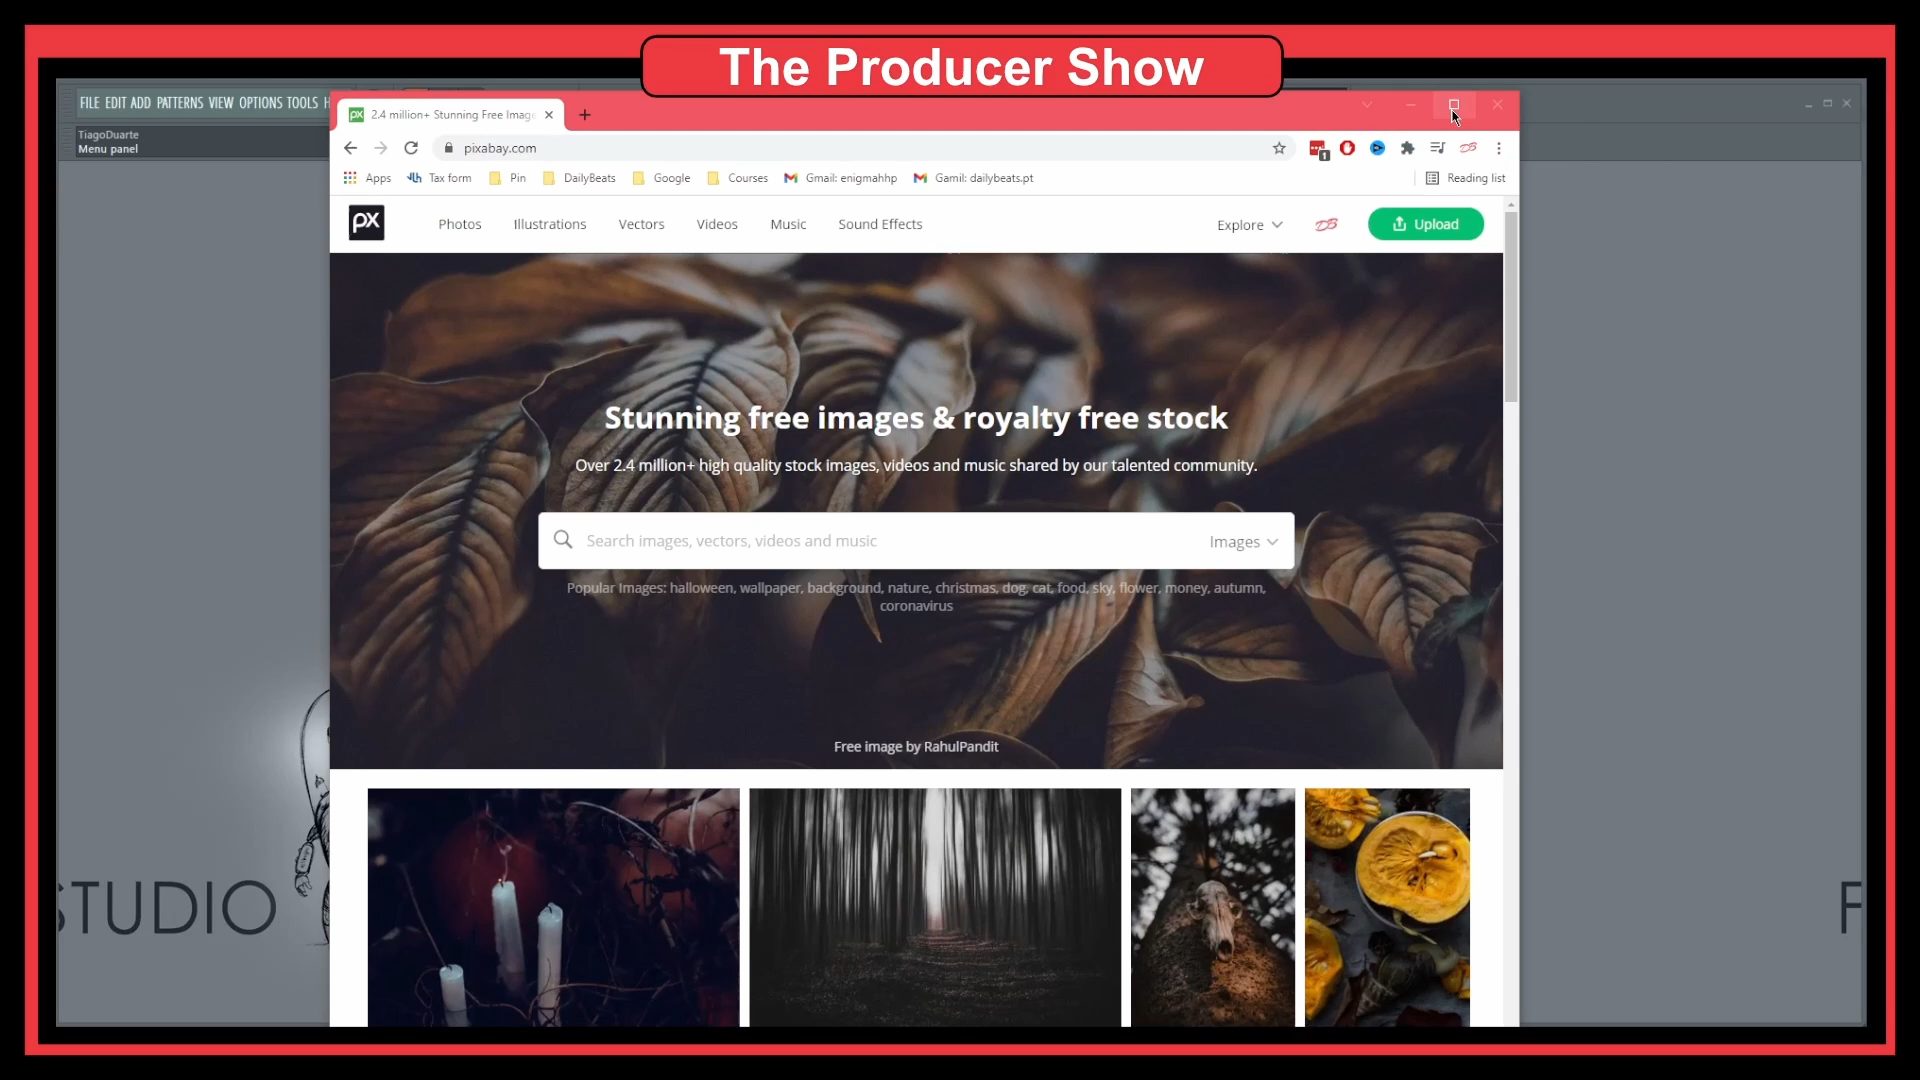 The Producer Show
FILE EDIT ADD PATTERNS VIEW OPTIONS TOOLS H
TiagoDuarte
Menu panel
px 2.4 million+ Stunning Free Image
pixabay.com
1
Apps Tax form Pin DailyBeats Google Courses Gmail: enigmahhp Gamil: dailybeats.pt Reading list
px Photos Illustrations Vectors Videos Music Sound Effects Explore DB Upload
Stunning free images & royalty free stock
Over 2.4 million+ high quality stock images, videos and music shared by our talented community.
Search images, vectors, videos and music Images
Popular Images: halloween, wallpaper, background, nature, christmas, dog, cat, food, sky, flower, money, autumn,
coronavirus
Free image by RahulPandit
STUDIO
F